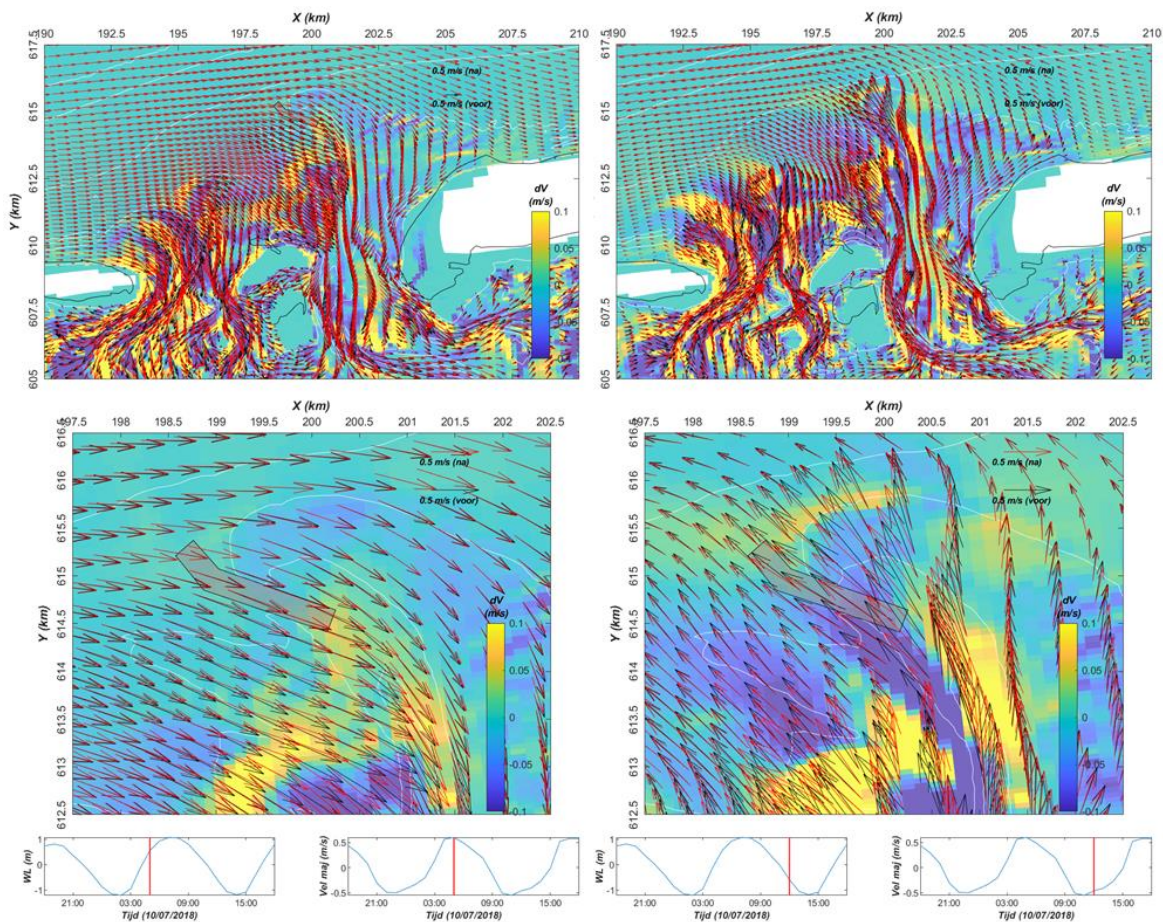 X (km)
X (km)
190 192.5 195 197.5 200 202.5 205 207.5 210
190 192.5 195 197.5 200 202.5 205 207.5 210
617.5
615
612.5
610
607.5
605
Y (km)
0.5 m/s (na)
0.5 m/s (voor)
dV
(m/s)
0.1
0.05
0
-0.05
-0.1
617.5
615
612.5
610
607.5
605
0.5 m/s (na)
0.5 m/s (voor)
dV
(m/s)
0.1
0.05
0
-0.05
-0.1
X (km)
X (km)
197.5 198 198.5 199 199.5 200 200.5 201 201.5 202 202.5
197.5 198 198.5 199 199.5 200 200.5 201 201.5 202 202.5
616.5
616
615.5
615
614.5
614
613.5
613
612.5
Y (km)
0.5 m/s (na)
0.5 m/s (voor)
dV
(m/s)
0.1
0.05
0
-0.05
-0.1
616.5
616
615.5
615
614.5
614
613.5
613
612.5
Y (km)
0.5 m/s (na)
0.5 m/s (voor)
dV
(m/s)
0.1
0.05
0
-0.05
-0.1
WL (m)
1
0
-1
21:00 03:00 09:00 15:00
Tijd (10/07/2018)
Vel maj (m/s)
0.5
0
-0.5
21:00 03:00 09:00 15:00
Tijd (10/07/2018)
WL (m)
1
0
-1
21:00 03:00 09:00 15:00
Tijd (10/07/2018)
Vel maj (m/s)
0.5
0
-0.5
21:00 03:00 09:00 15:00
Tijd (10/07/2018)